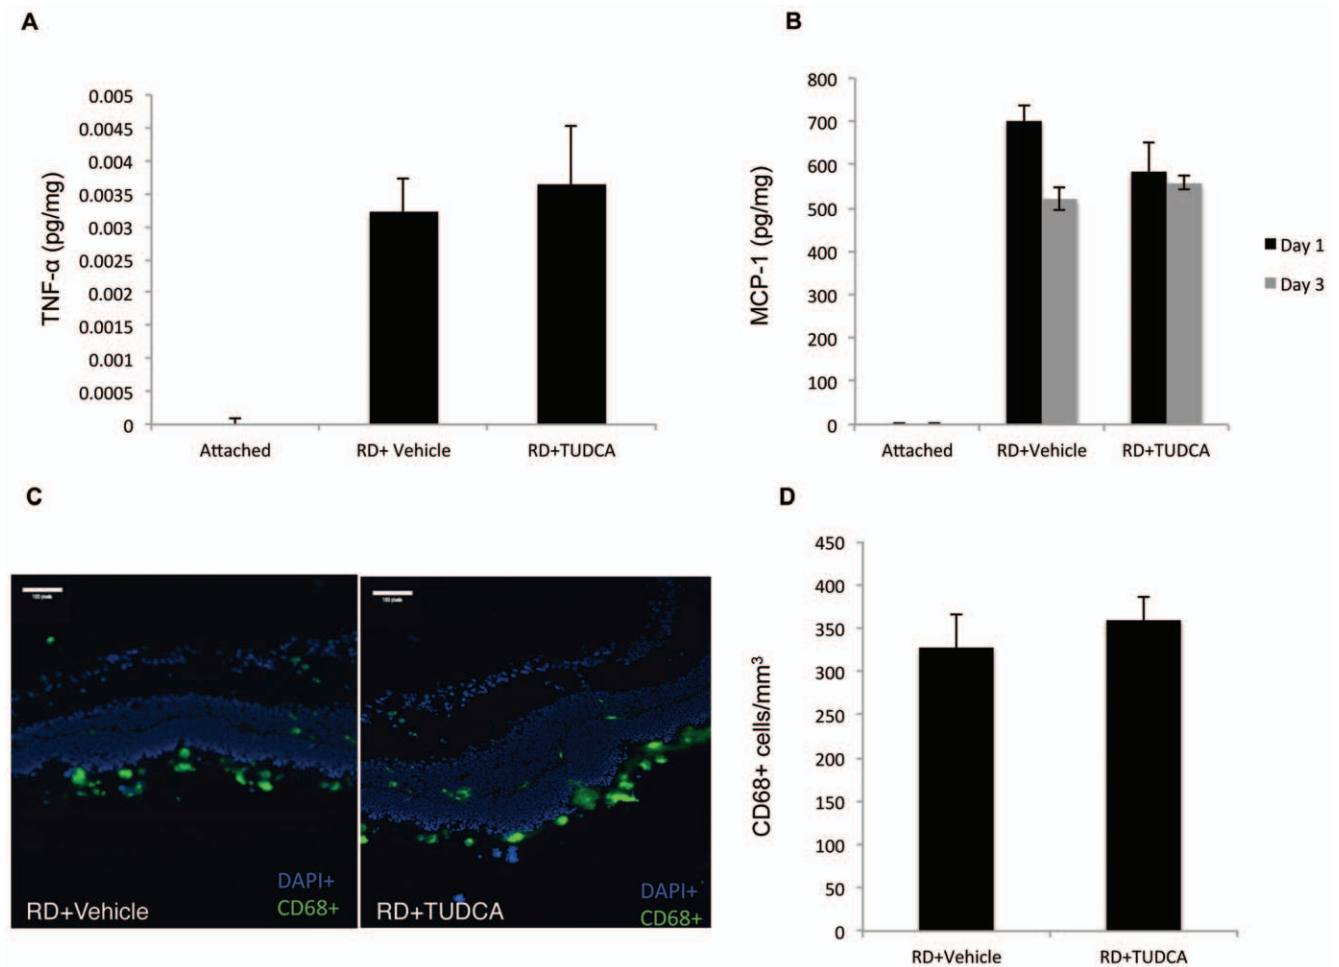 A
TNF-α (pg/mg)
0.005
0.0045
0.004
0.0035
0.003
0.0025
0.002
0.0015
0.001
0.0005
0
Attached
RD+ Vehicle
RD+TUDCA
B
MCP-1 (pg/mg)
800
700
600
500
400
300
200
100
0
Attached
RD+Vehicle
RD+TUDCA
Day 1
Day 3
C
100 pixels
DAPI+
CD68+
RD+Vehicle
100 pixels
DAPI+
CD68+
RD+TUDCA
D
CD68+ cells/mm³
450
400
350
300
250
200
150
100
50
0
RD+Vehicle
RD+TUDCA